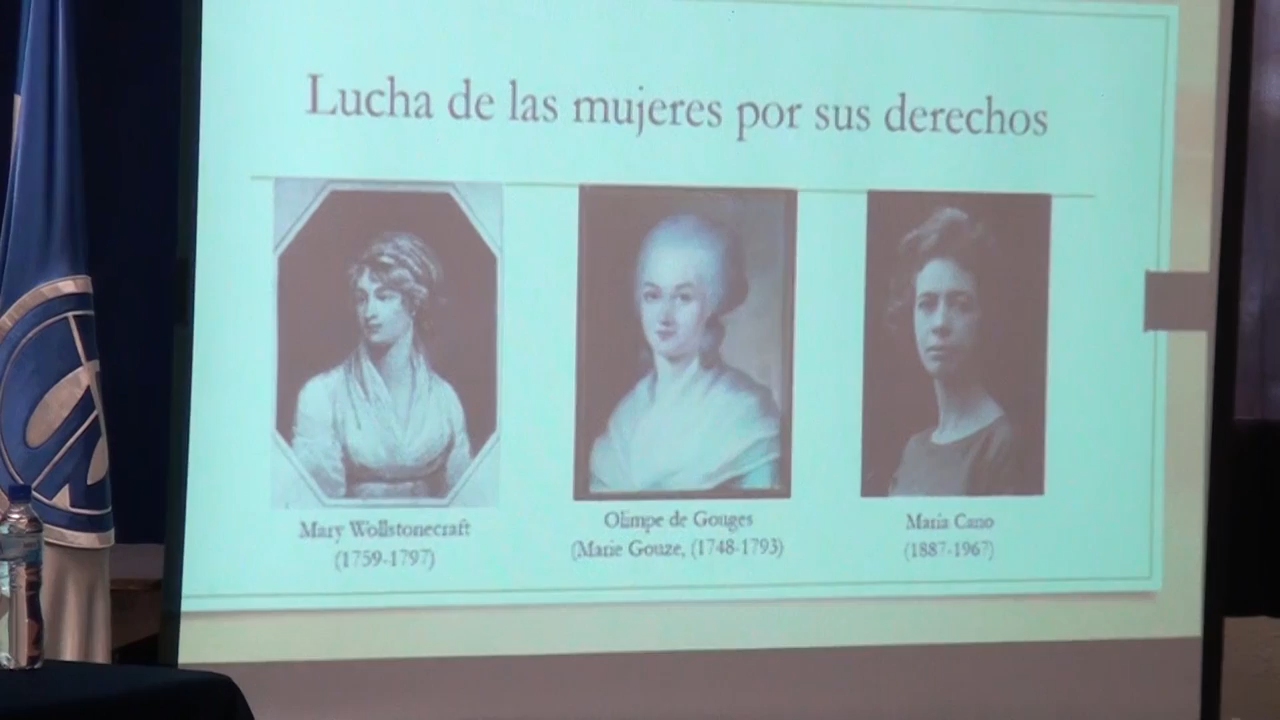 Lucha de las mujeres por sus derechos
Mary Wollstonecraft
(1759-1797)
Olimpe de Gouges
(Marie Gouze, (1748-1793)
Maria Cano
(1887-1967)